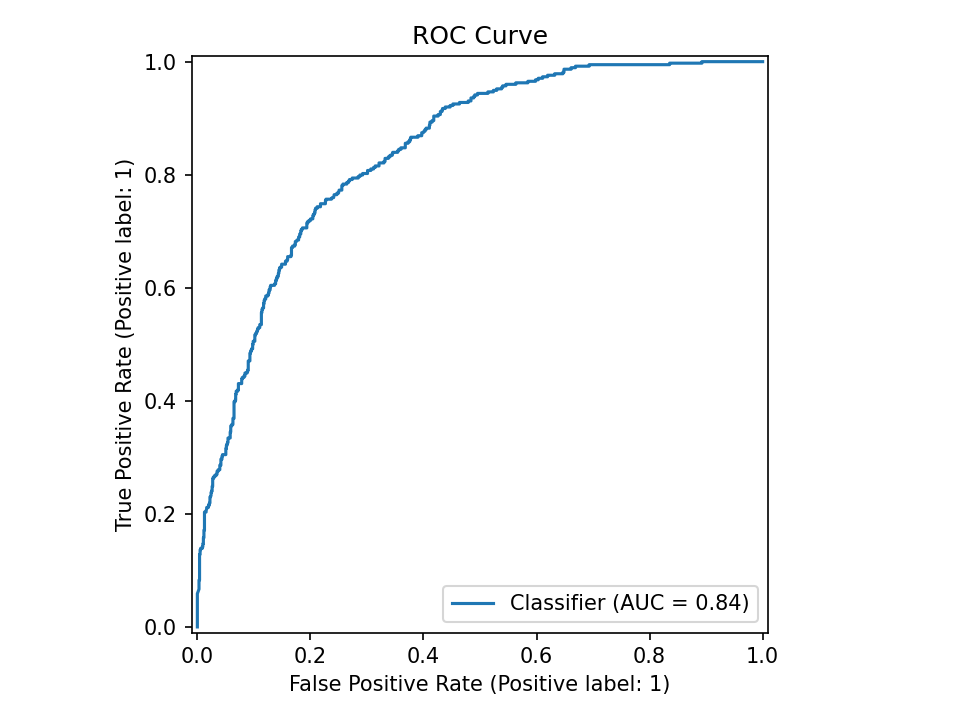 ROC Curve
True Positive Rate (Positive label: 1)
1.0
0.8
0.6
0.4
0.2
0.0
Classifier (AUC = 0.84)
0.0 0.2 0.4 0.6 0.8 1.0
False Positive Rate (Positive label: 1)